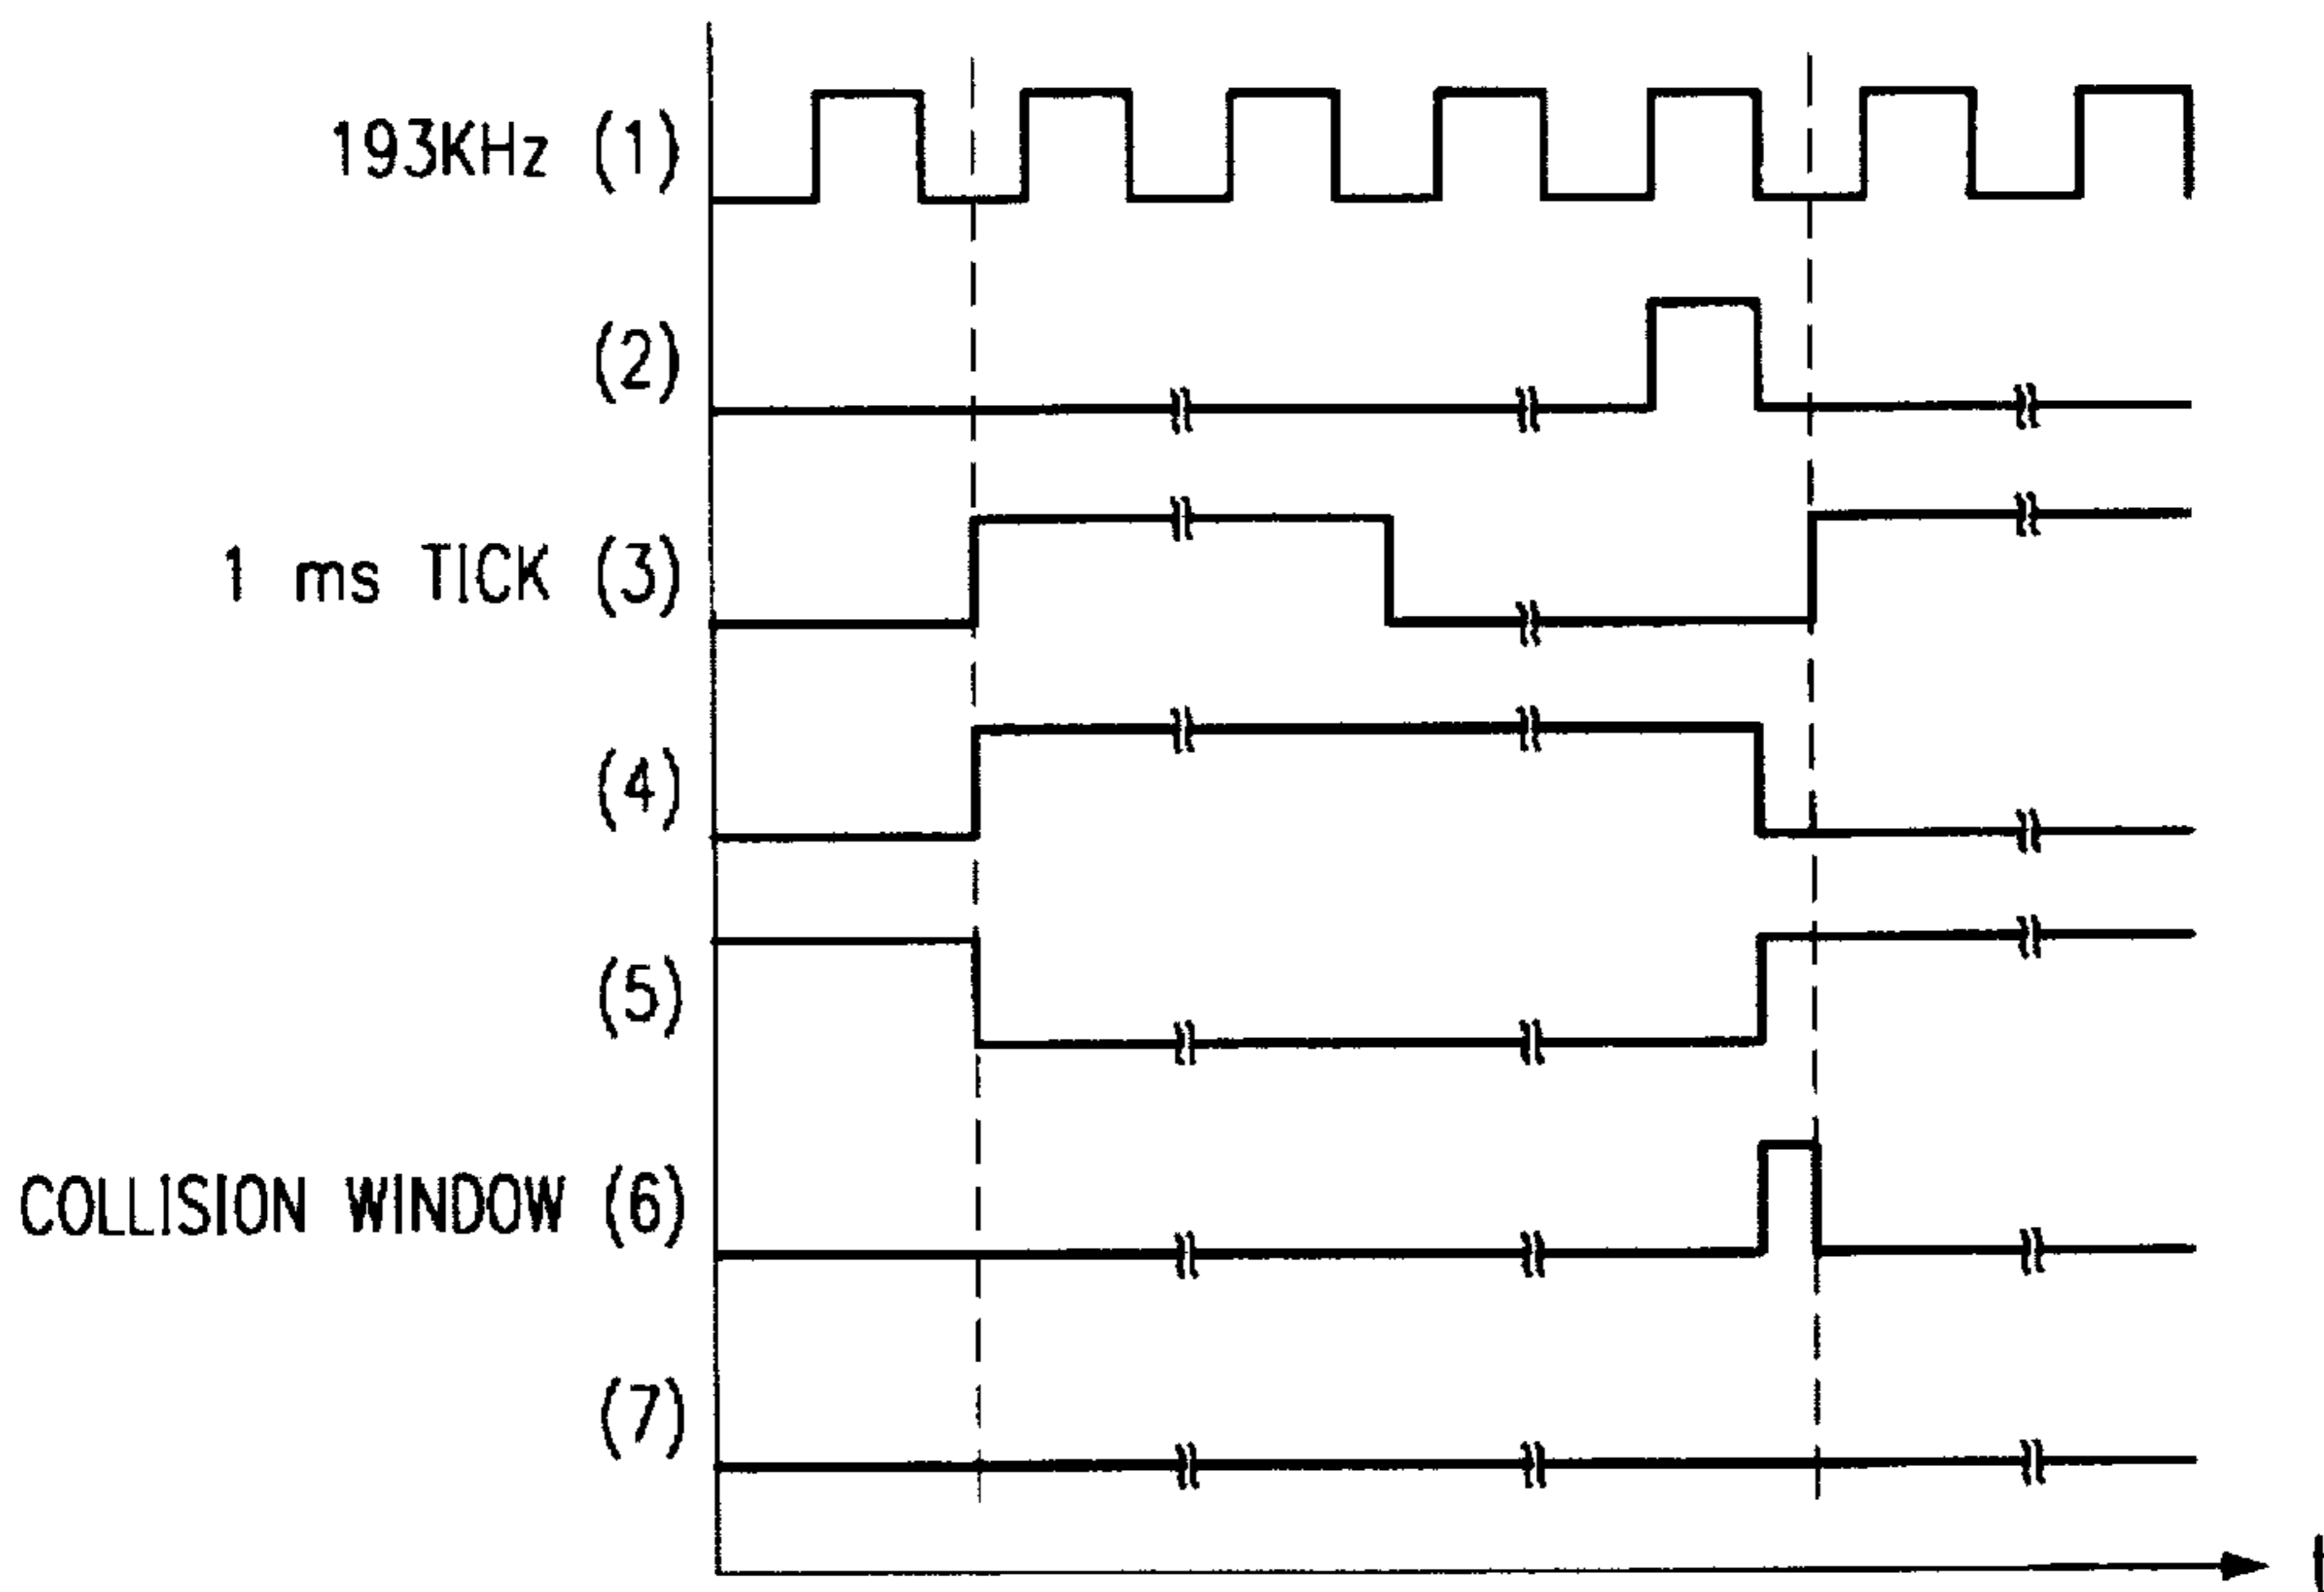 193KHz (1)
(2)
1 ms TICK (3)
(4)
(5)
COLLISION WINDOW (6)
(7)